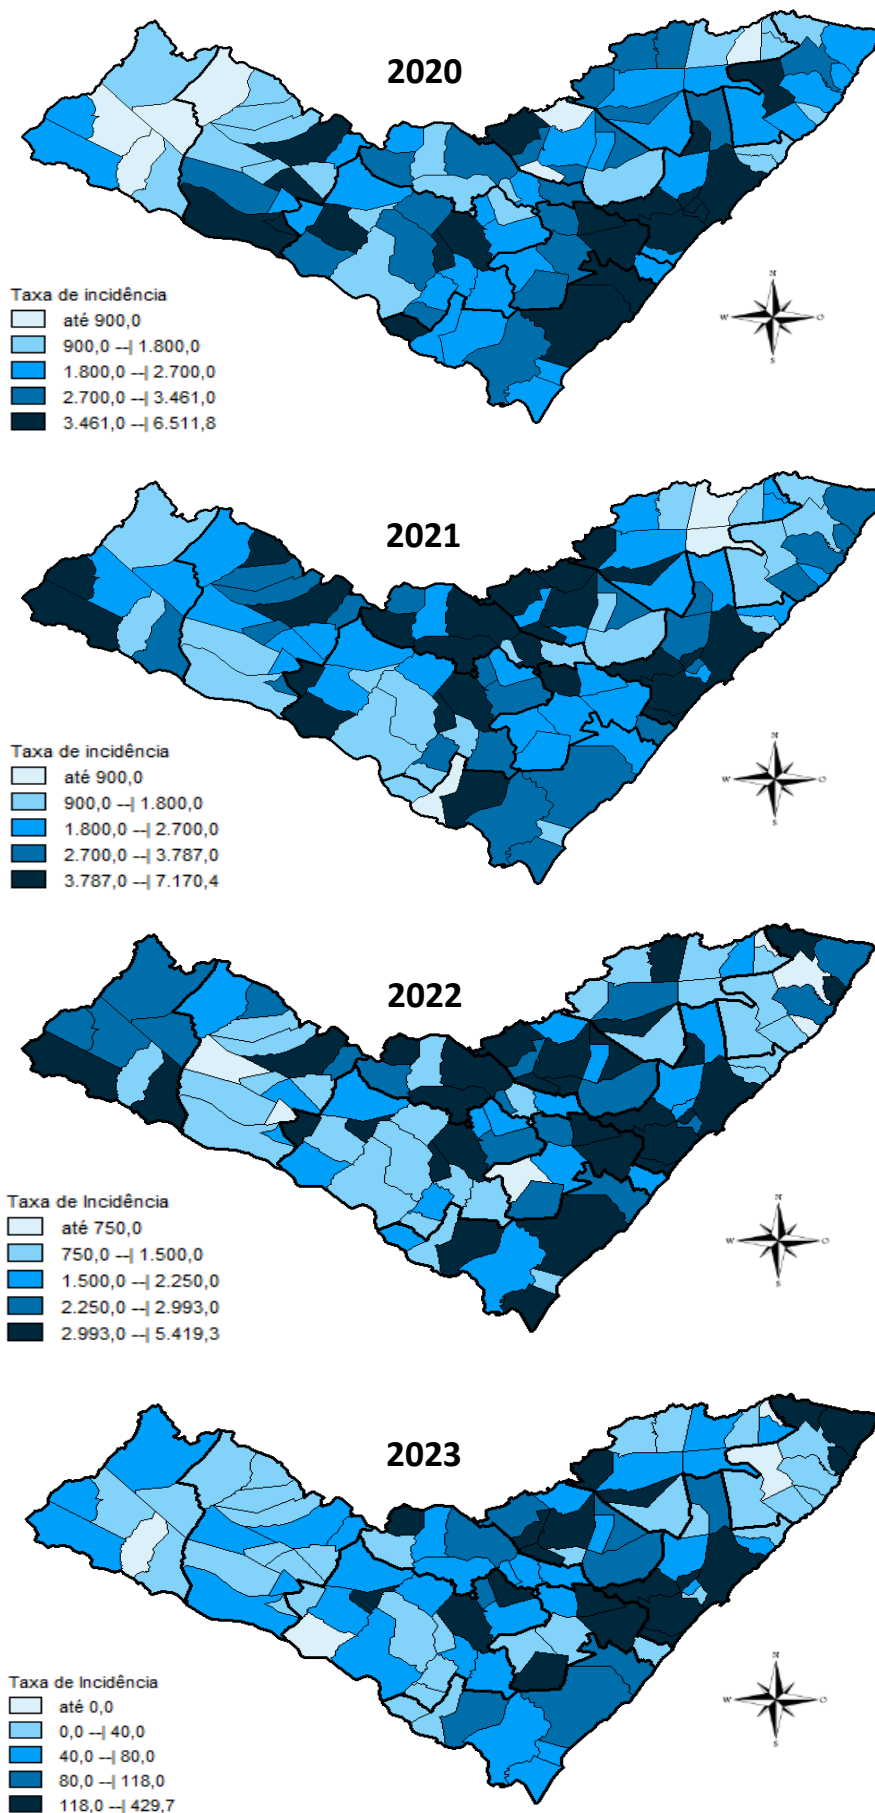 2020
N
W
O
S
Taxa de incidência
até 900,0
900,0 --| 1.800,0
1.800,0 --| 2.700,0
2.700,0 --| 3.461,0
3.461,0 --| 6.511,8
2021
N
W
O
S
Taxa de incidência
até 900,0
900,0 --| 1.800,0
1.800,0 --| 2.700,0
2.700,0 --| 3.787,0
3.787,0 --| 7.170,4
2022
N
W
O
S
Taxa de Incidência
até 750,0
750,0 --| 1.500,0
1.500,0 --| 2.250,0
2.250,0 --| 2.993,0
2.993,0 --| 5.419,3
2023
N
W
O
S
Taxa de Incidência
até 0,0
0,0 --| 40,0
40,0 --| 80,0
80,0 --| 118,0
118,0 --| 429,7